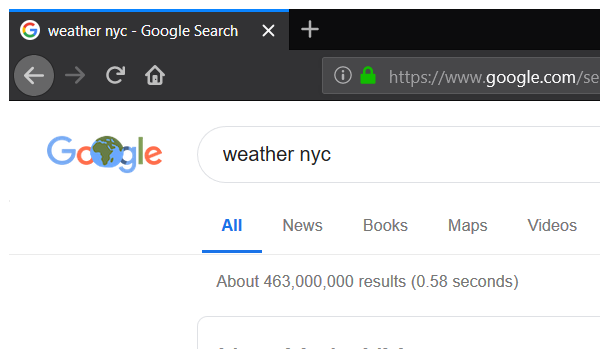 weather nyc - Google Search
https://www.google.com/se
Google
weather nyc
All News Books Maps Videos
About 463,000,000 results (0.58 seconds)